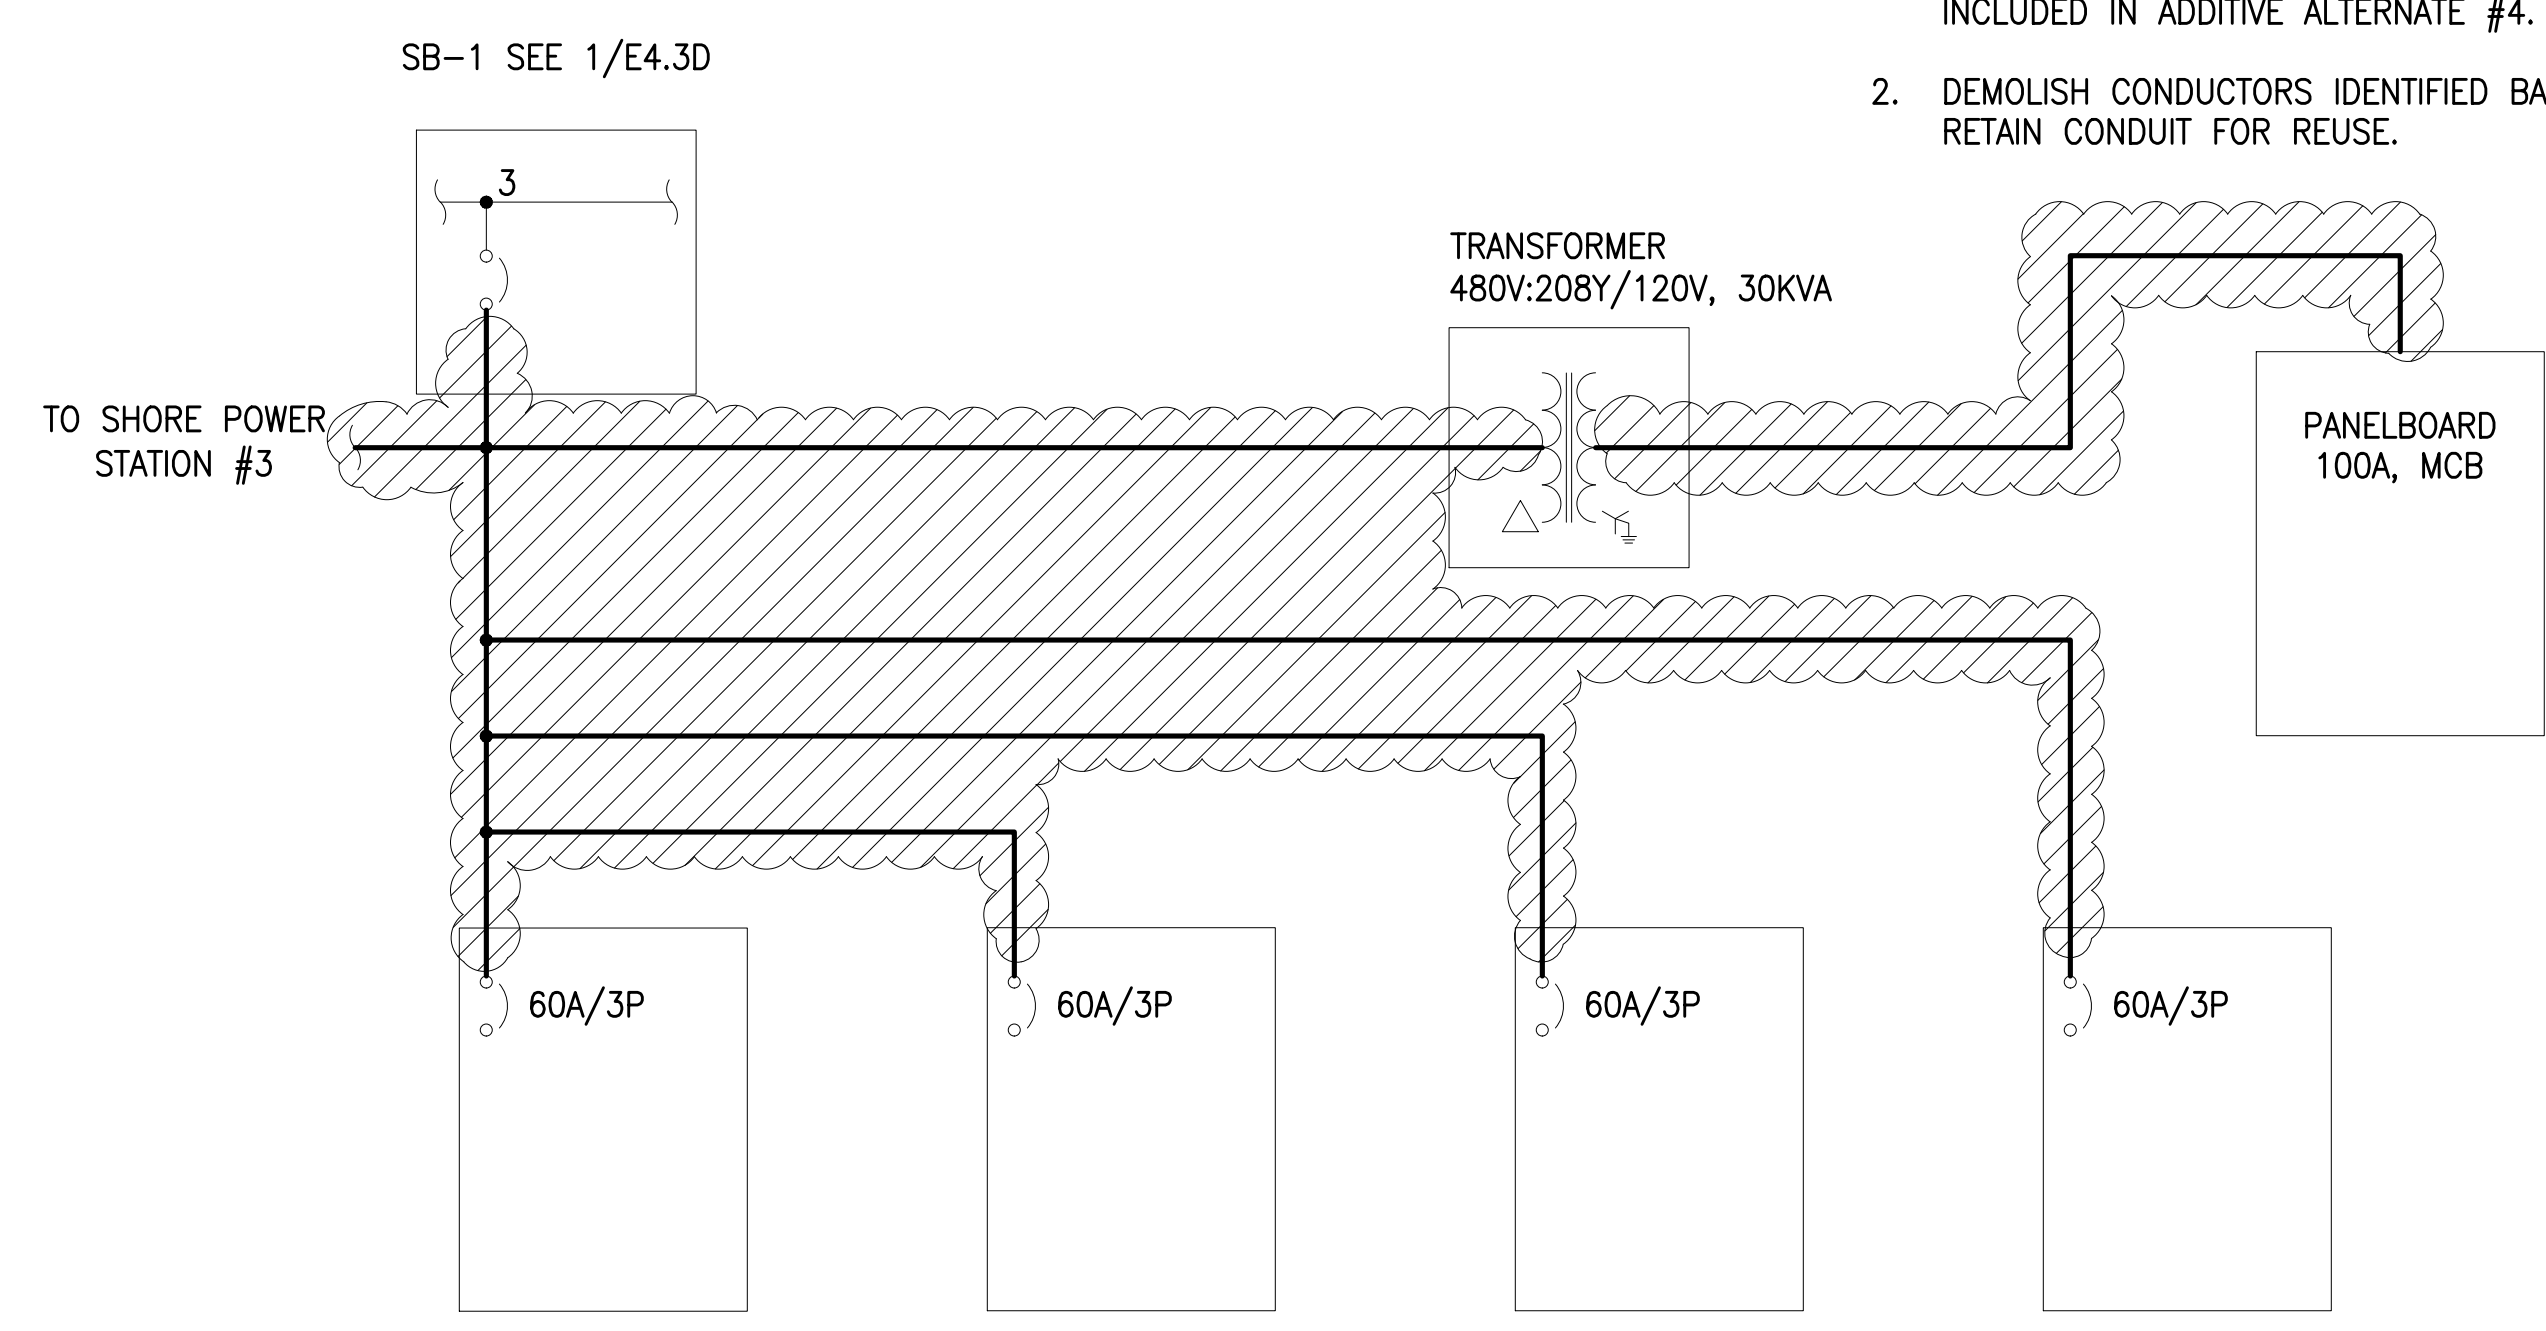 INCLUDED IN ADDITIVE ALTERNATE #4.
SB-1 SEE 1/E4.3D
2. DEMOLISH CONDUCTORS IDENTIFIED
RETAIN CONDUIT FOR REUSE.
3
TRANSFORMER
480V:208Y/120V, 30KVA
TO SHORE POWER
STATION #3
PANELBOARD
100A, MCB
60A/3P
60A/3P
60A/3P
60A/3P